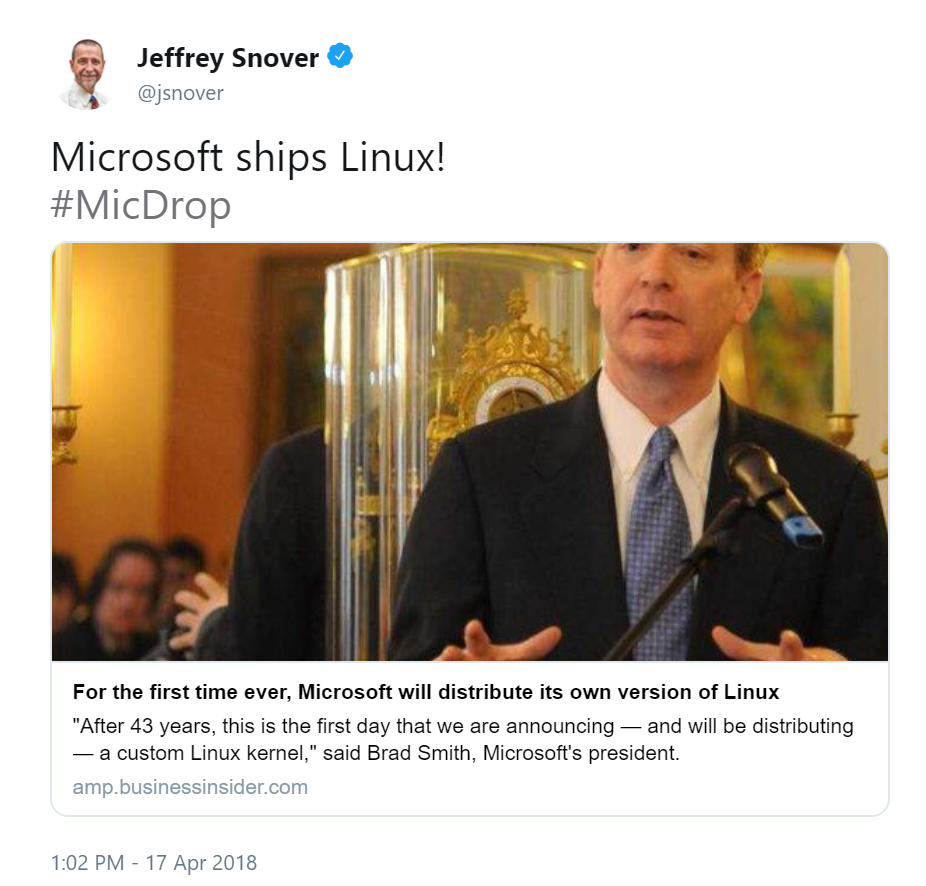 Jeffrey Snover
@jsnover
Microsoft ships Linux!
#MicDrop
For the first time ever, Microsoft will distribute its own version of Linux
"After 43 years, this is the first day that we are announcing — and will be distributing
— a custom Linux kernel," said Brad Smith, Microsoft's president.
amp.businessinsider.com
1:02 PM - 17 Apr 2018